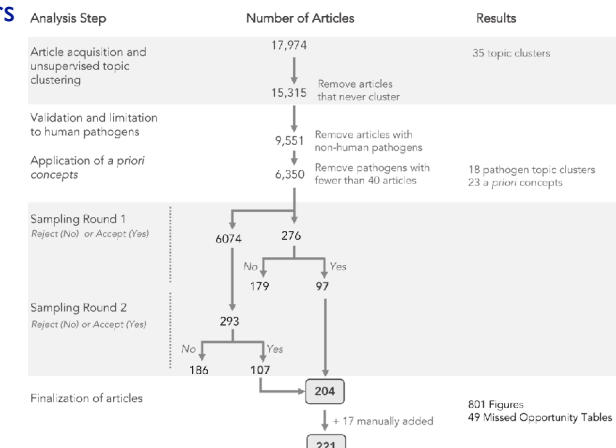 rs
Analysis Step
Number of Articles
Results
Article acquisition and
unsupervised topic
clustering
17,974
35 topic clusters
Remove articles
that never cluster
15,315
Validation and limitation
to human pathogens
Remove articles with
non-human pathogens
9,551
Application of a priori
concepts
Remove pathogens with
fewer than 40 articles
6,350
18 pathogen topic clusters
23 a priori concepts
Sampling Round 1
Reject (No) or Accept (Yes)
6074
276
No
Yes
179
97
Sampling Round 2
Reject (No) or Accept (Yes)
293
No
Yes
186
107
Finalization of articles
204
801 Figures
49 Missed Opportunity Tables
+ 17 manually added
221